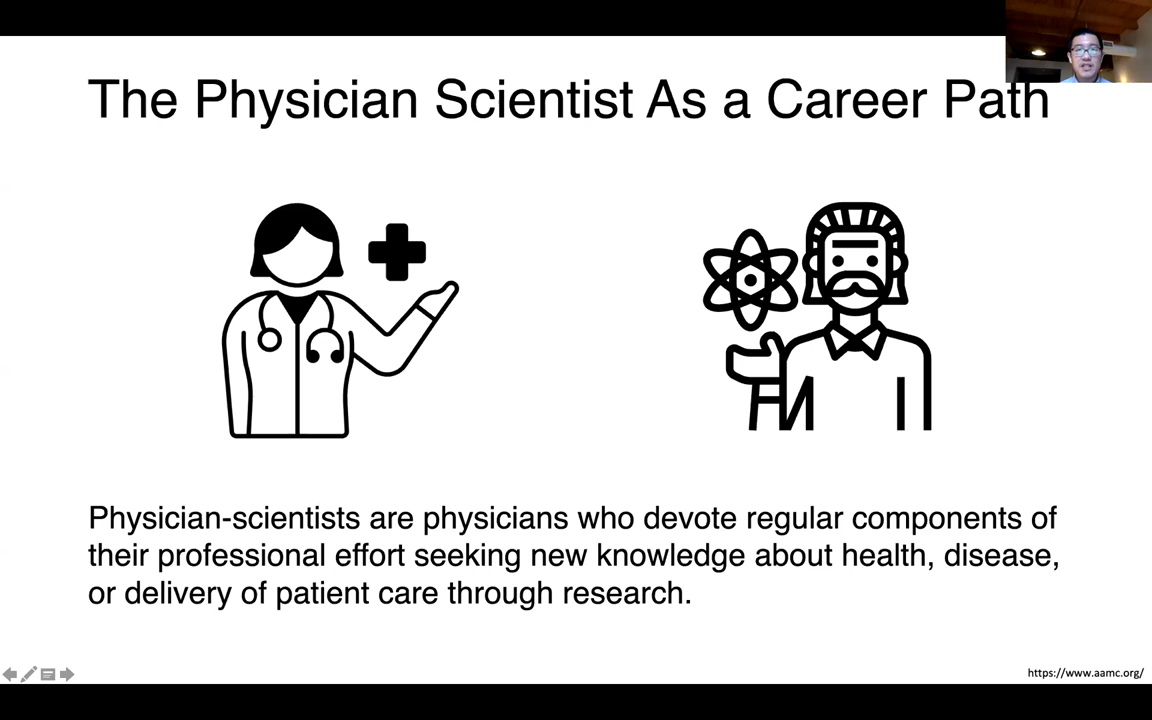 The Physician Scientist As a Career Path
Physician-scientists are physicians who devote regular components of
their professional effort seeking new knowledge about health, disease,
or delivery of patient care through research.
https://www.aamc.org/